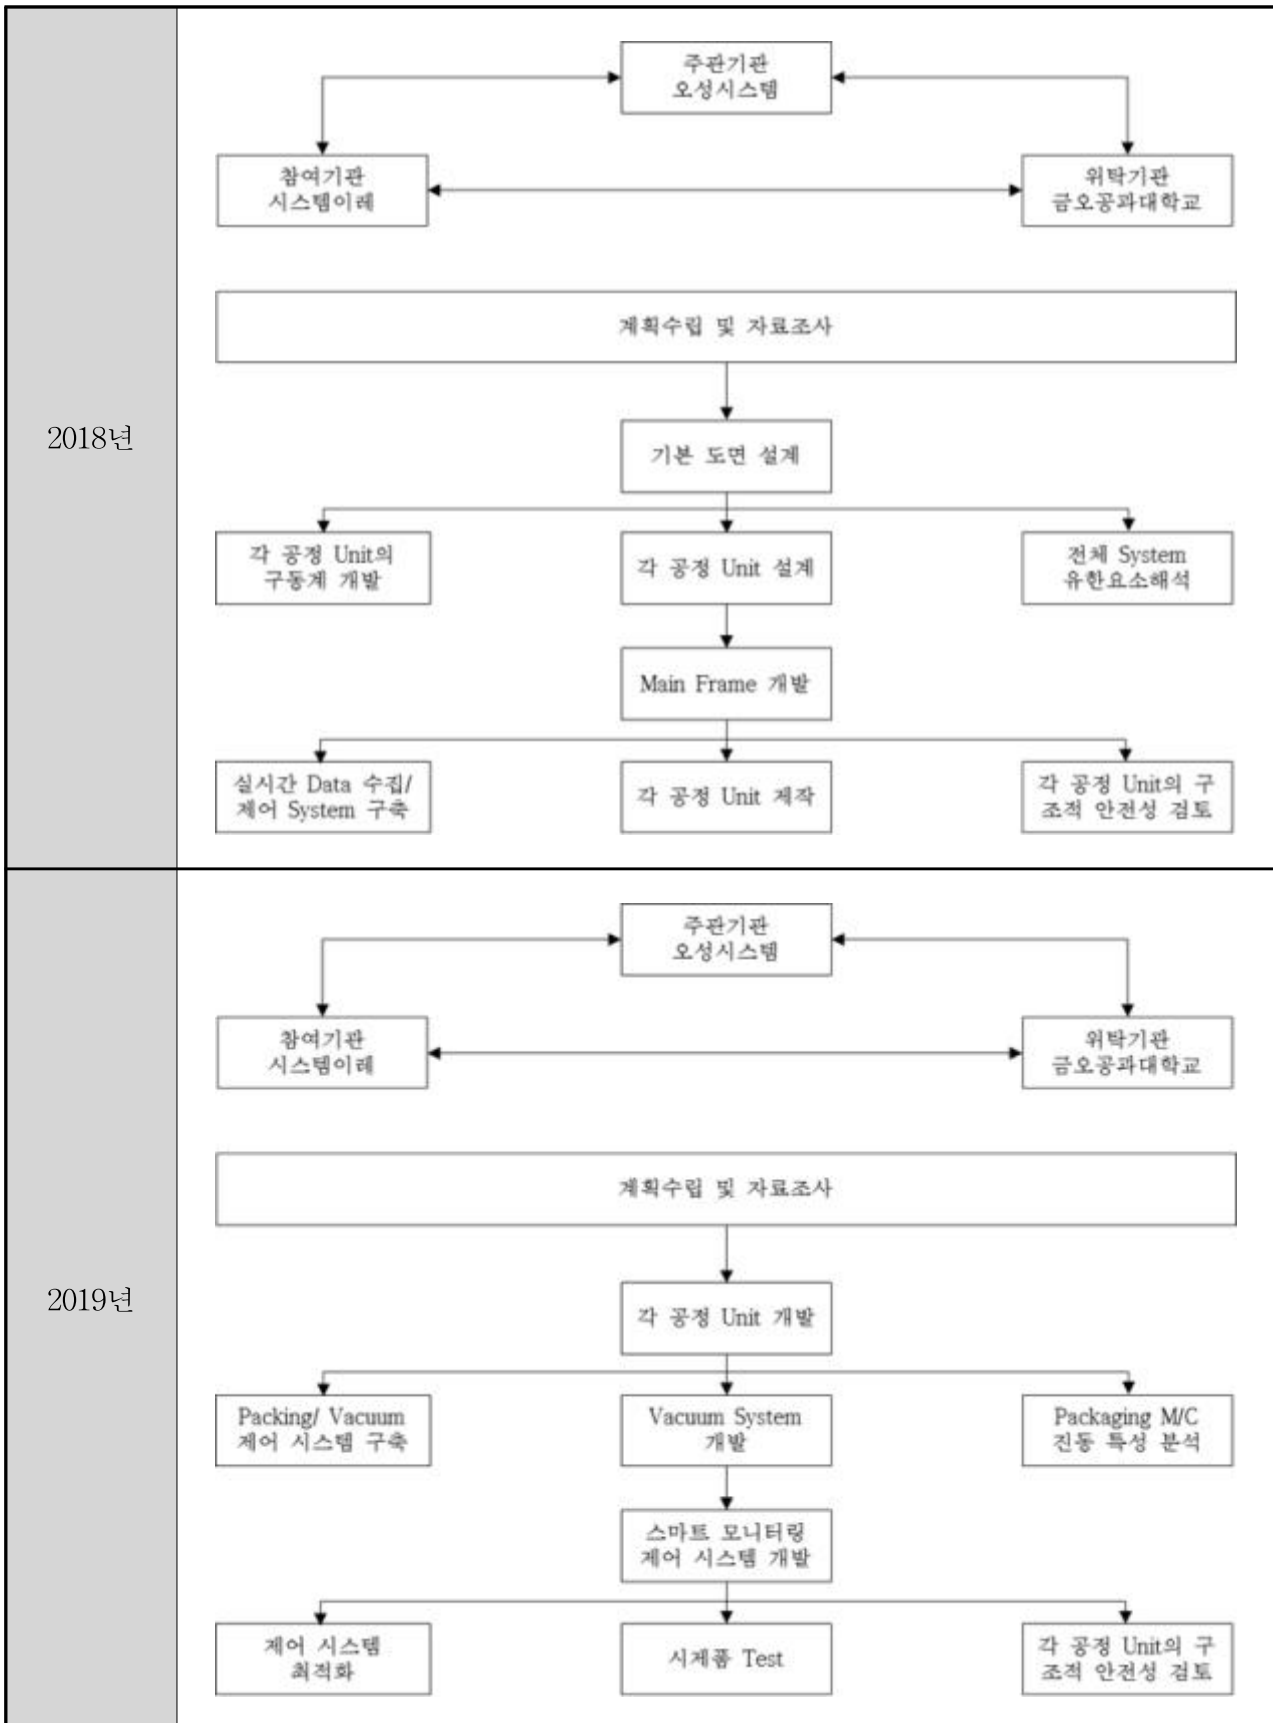 2018년
주관기관
오성시스템
참여기관
시스템이레
위탁기관
금오공과대학교
계획수립 및 자료조사
기본 도면 설계
각 공정 Unit의
구동계 개발
각 공정 Unit 설계
전체 System
유한요소해석
Main Frame 개발
실시간 Data 수집/
제어 System 구축
각 공정 Unit 제작
각 공정 Unit의 구
조적 안전성 검토
2019년
주관기관
오성시스템
참여기관
시스템이레
위탁기관
금오공과대학교
계획수립 및 자료조사
각 공정 Unit 개발
Packing/ Vacuum
제어 시스템 구축
Vacuum System
개발
Packaging M/C
진동 특성 분석
스마트 모니터링
제어 시스템 개발
제어 시스템
최적화
시제품 Test
각 공정 Unit의 구
조적 안전성 검토